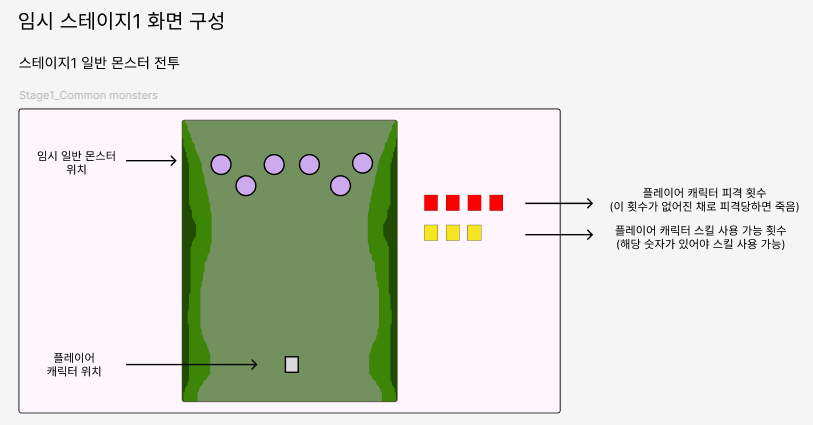 임시 스테이지1 화면 구성
스테이지1 일반 몬스터 전투
Stage1_Common monsters
임시 일반 몬스터
위치
플레이어 캐릭터 피격 횟수
(이 횟수가 없어진 채로 피격당하면 죽음)
플레이어 캐릭터 스킬 사용 가능 횟수
(해당 숫자가 있어야 스킬 사용 가능)
플레이어
캐릭터 위치